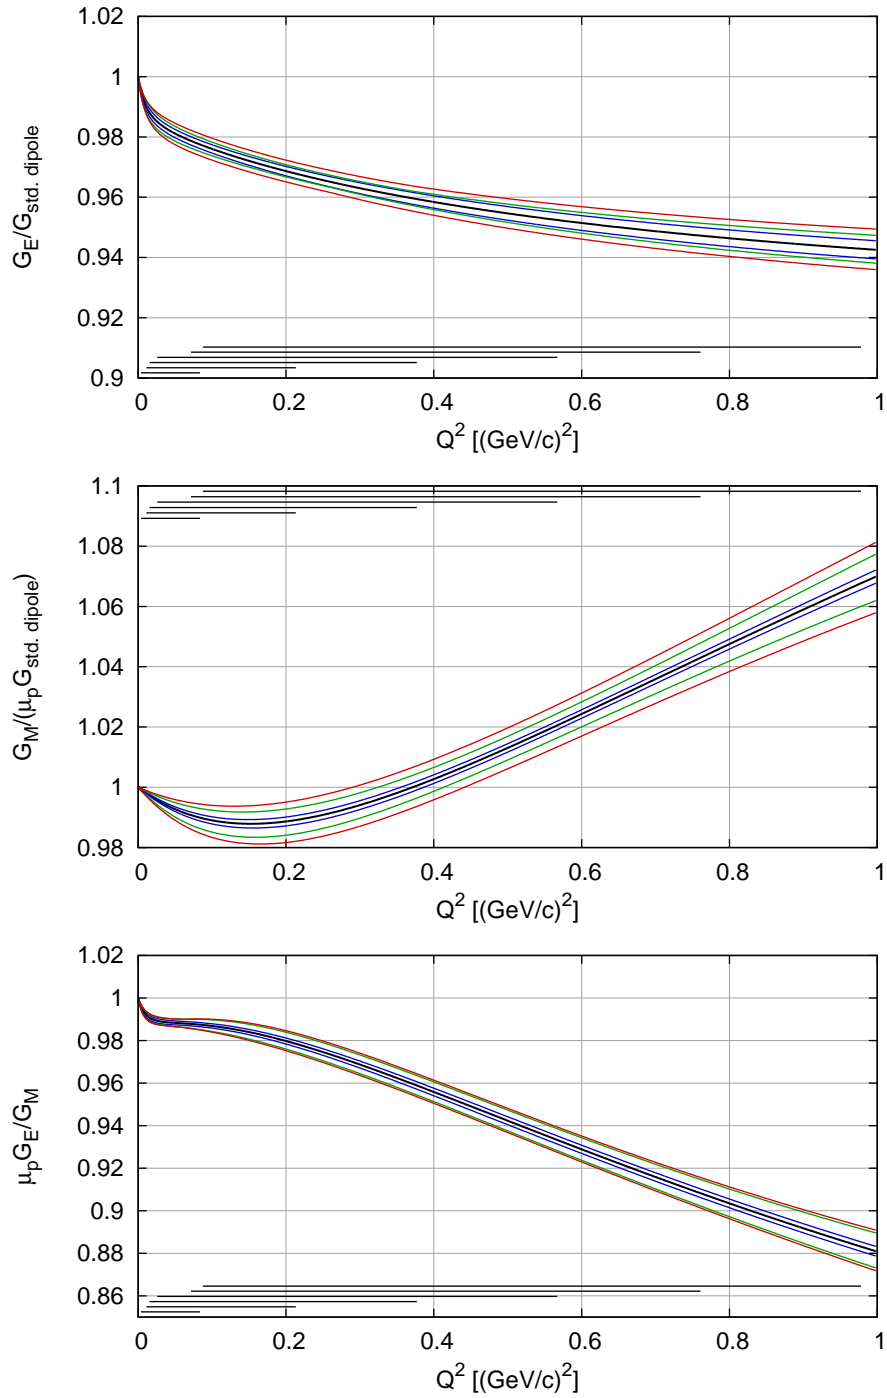 1.02
1
0.98
0.96
0.94
0.92
0.9
G_E/G_std. dipole
0 0.2 0.4 0.6 0.8 1
Q^2 [(GeV/c)^2]
1.1
1.08
1.06
1.04
1.02
1
0.98
G_M/(μ_pG_std. dipole)
0 0.2 0.4 0.6 0.8 1
Q^2 [(GeV/c)^2]
1.02
1
0.98
0.96
0.94
0.92
0.9
0.88
0.86
μ_pG_E/G_M
0 0.2 0.4 0.6 0.8 1
Q^2 [(GeV/c)^2]